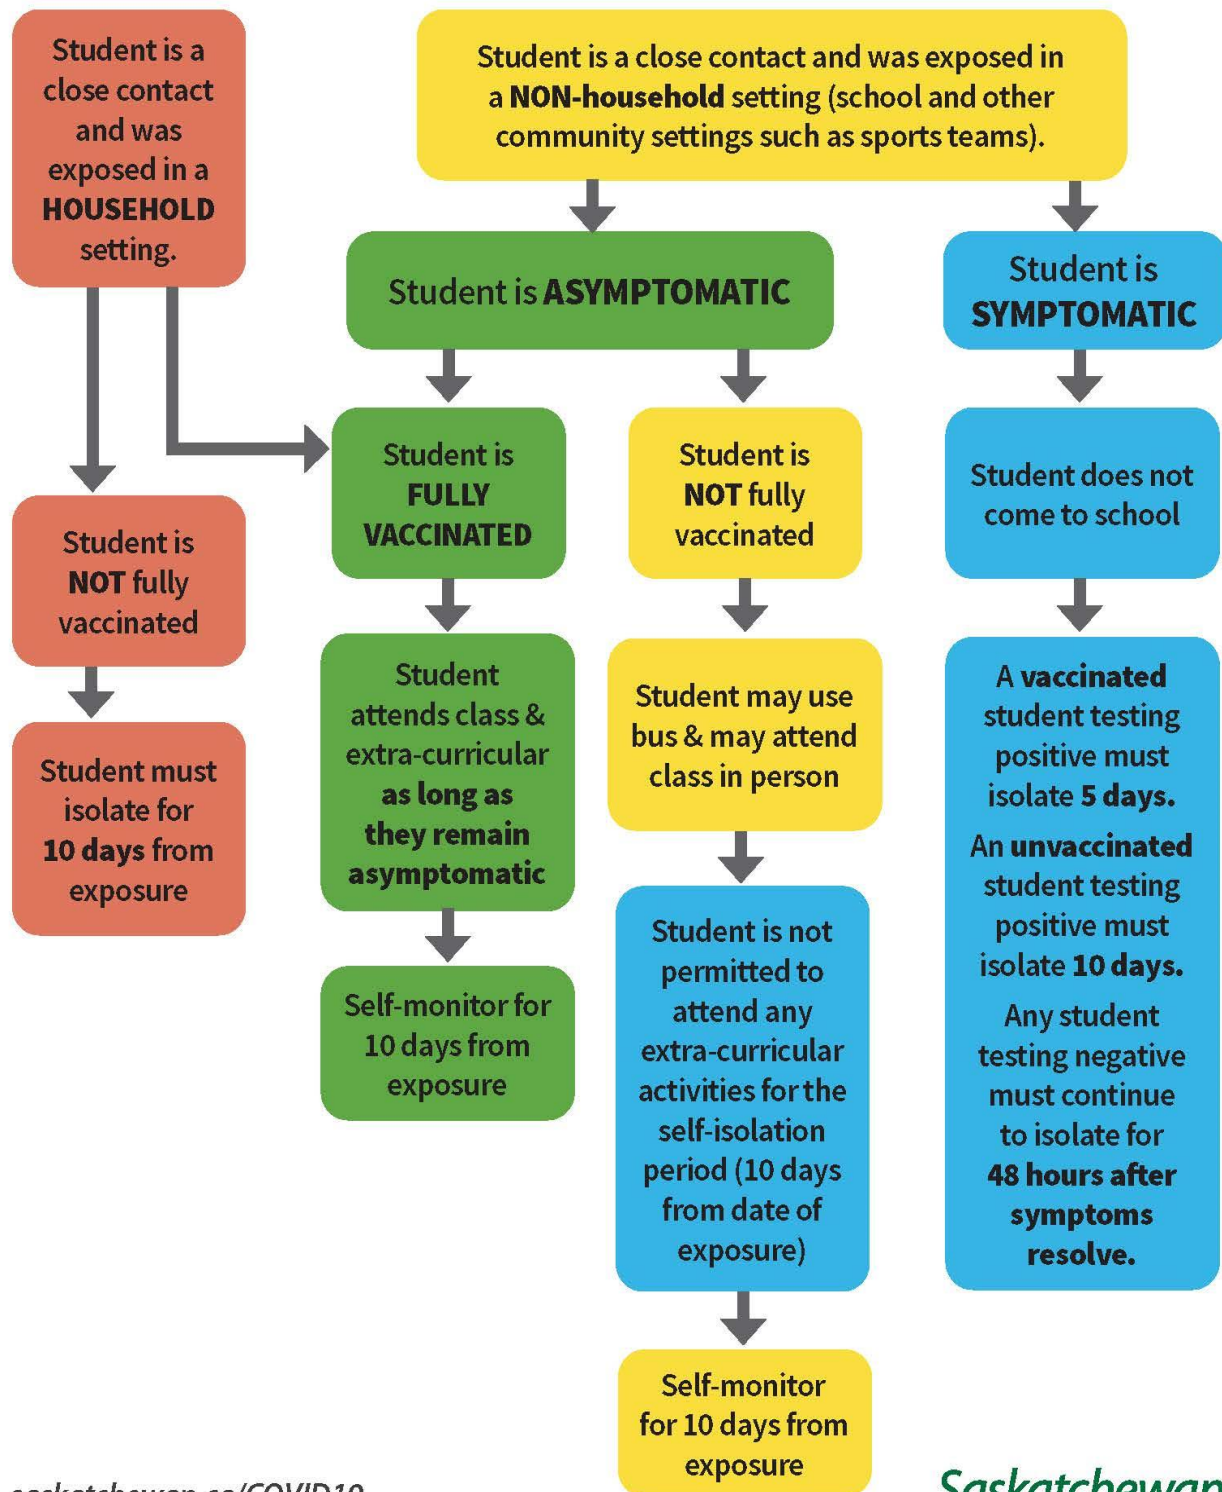 Student is a
close contact
and was
exposed in a
HOUSEHOLD
setting.
Student is a close contact and was exposed in
a NON-household setting (school and other
community settings such as sports teams).
Student is ASYMPTOMATIC
Student is
SYMPTOMATIC
Student is
FULLY
VACCINATED
Student is
NOT fully
vaccinated
Student does not
come to school
Student is
NOT fully
vaccinated
Student must
isolate for
10 days from
exposure
Student
attends class &
extra-curricular
as long as
they remain
asymptomatic
Self-monitor for
10 days from
exposure
Student may use
bus & may attend
class in person
Student is not
permitted to
attend any
extra-curricular
activities for the
self-isolation
period (10 days
from date of
exposure)
Self-monitor
for 10 days from
exposure
A vaccinated
student testing
positive must
isolate 5 days.
An unvaccinated
student testing
positive must
isolate 10 days.
Any student
testing negative
must continue
to isolate for
48 hours after
symptoms
resolve.
saskatchewan.ca/COVID19
Saskatchewan